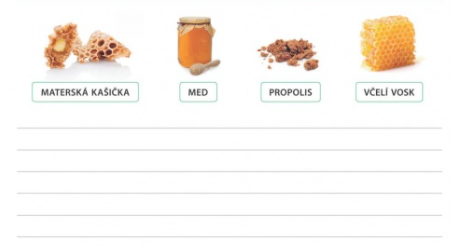 MATERSKÁ KAŠIČKA
MED
PROPOLIS
VČELÍ VOSK